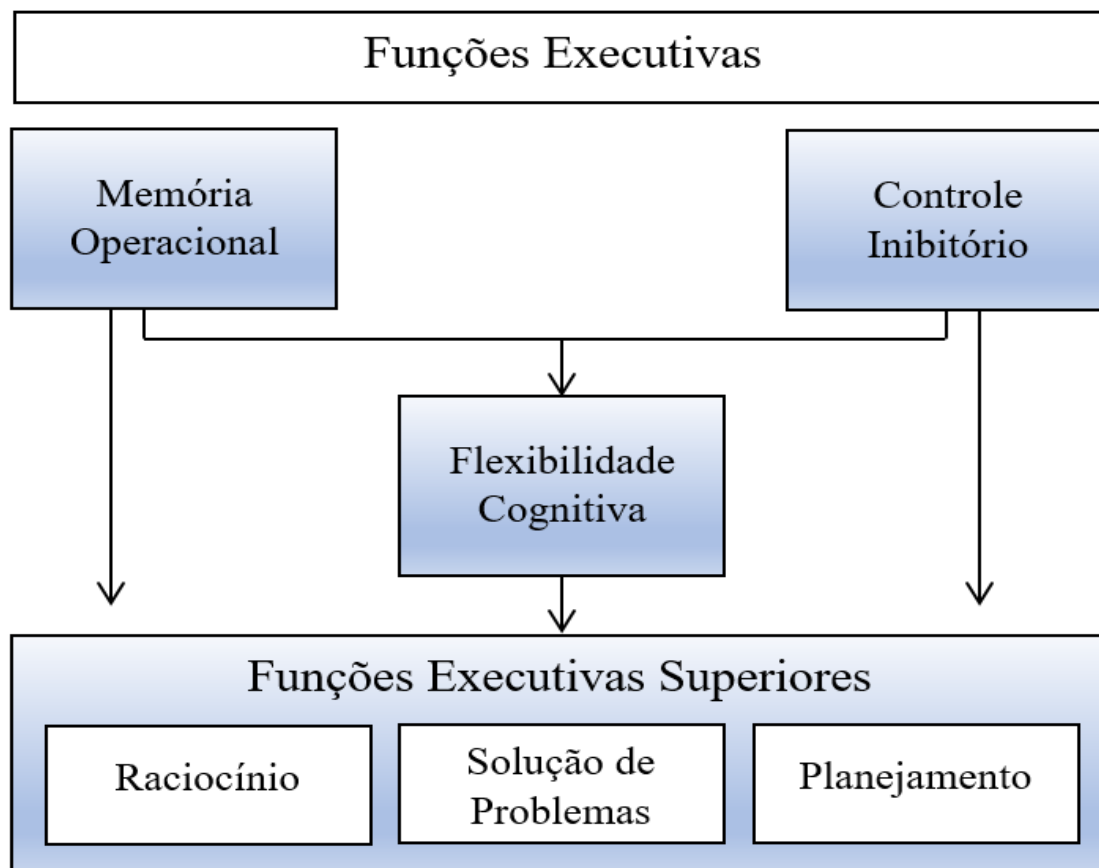 Funções Executivas
Memória
Operacional
Controle
Inibitório
Flexibilidade
Cognitiva
Funções Executivas Superiores
Raciocínio
Solução de
Problemas
Planejamento